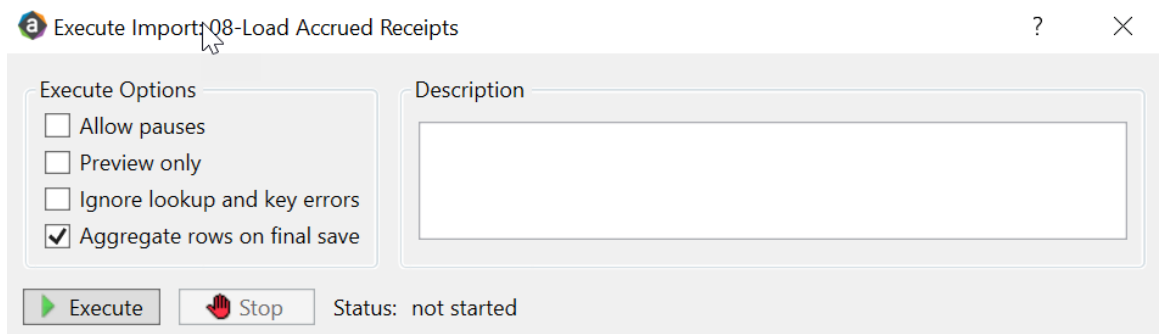 Execute Import: 08-Load Accrued Receipts
?
Execute Options
Allow pauses
Preview only
Ignore lookup and key errors
Aggregate rows on final save
Description
Execute
Stop
Status: not started